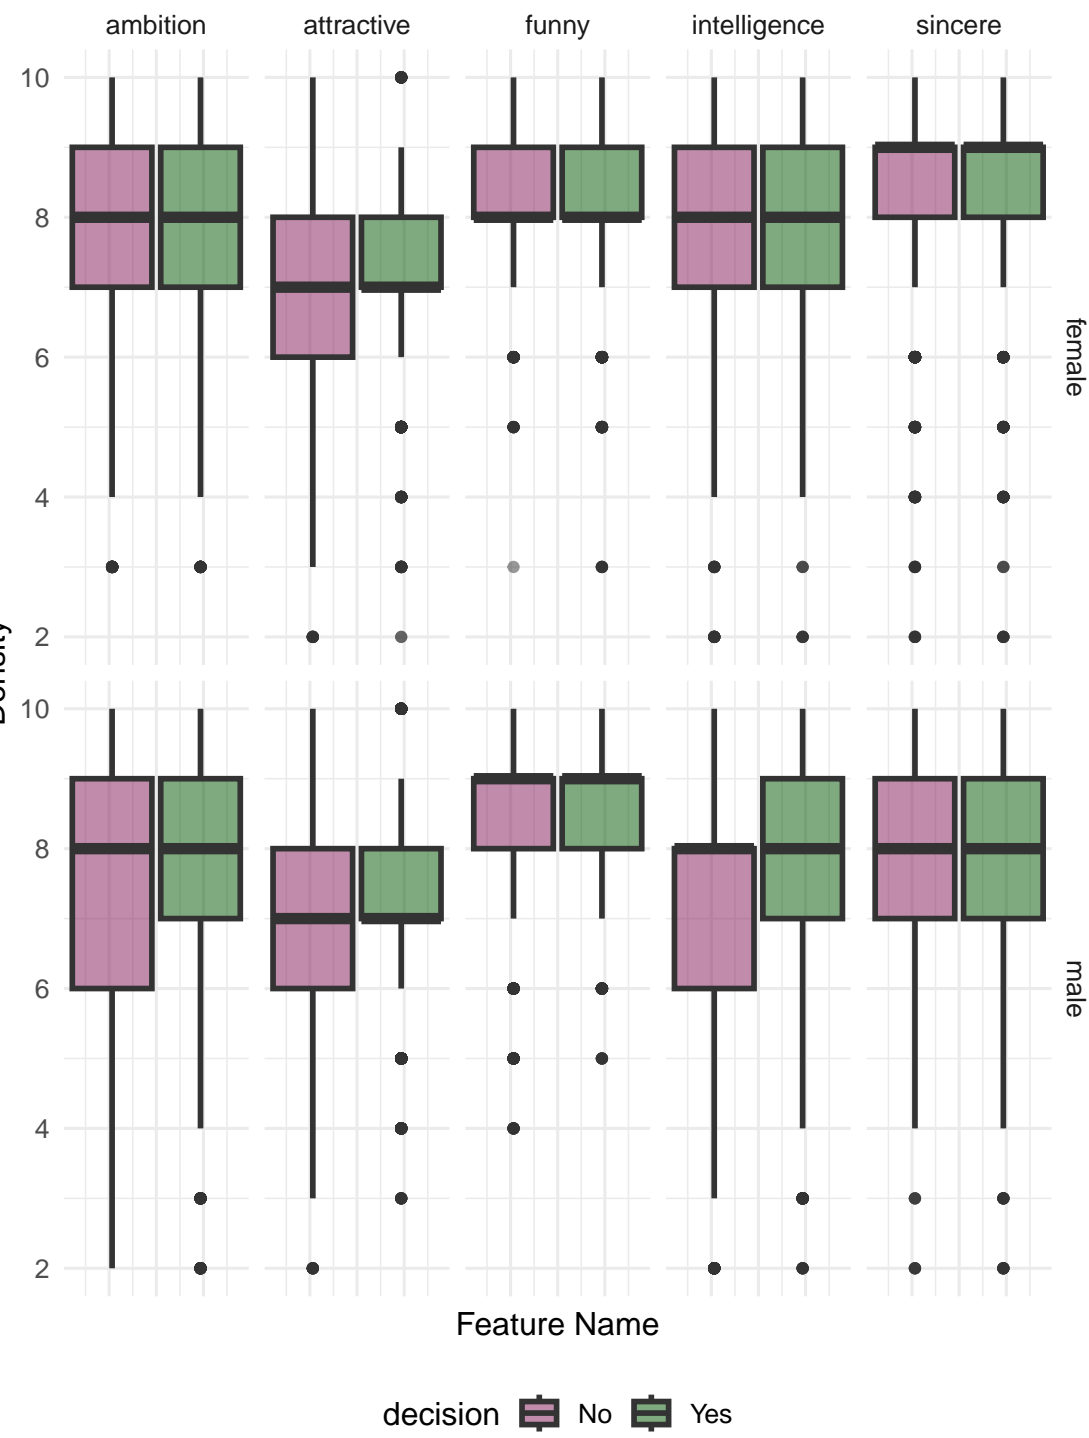 ambition attractive funny intelligence sincere
10
8
6
4
2
female
10
8
6
4
2
male
Feature Name
decision No Yes